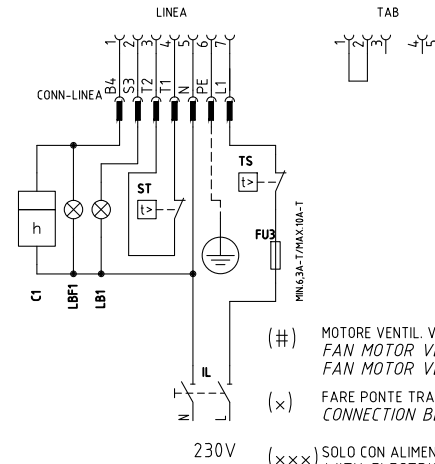 LINEA
TAB
1 2 3 4 5 6 7
1 2 3 4 5
CONN-LINEA
B4 S3 T2 T1 N PE L1
ST
t>
TS
t>
h
FU3
MIN.6,3A-T/MAX.10A-T
C1
LBF1
LB1
IL
N L
230V
(#) MOTORE VENTIL. V
FAN MOTOR VE
FAN MOTOR VE
(x) FARE PONTE TRA
CONNECTION B
(xxx) SOLO CON ALIMEN